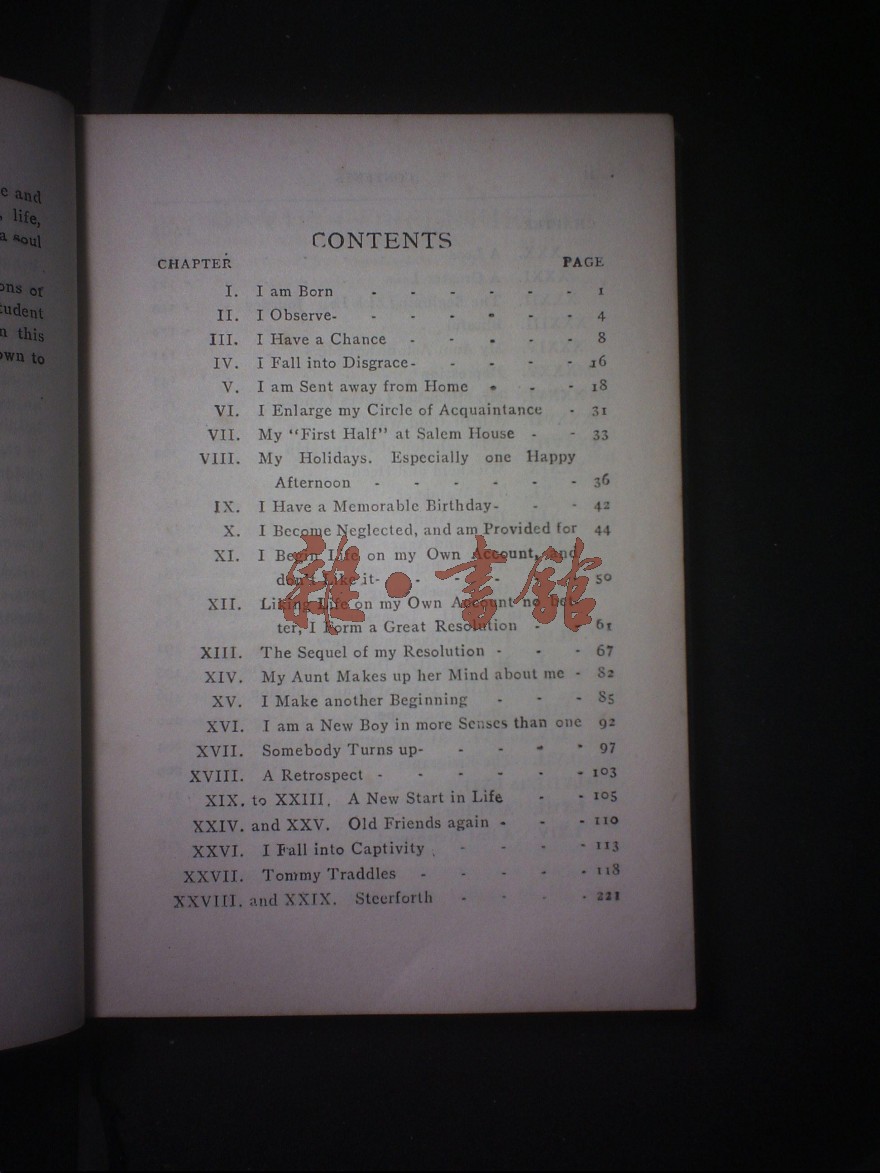 e and
, life,
a soul
ons of
tudent
n this
own to
CONTENTS
CHAPTER PAGE
I. I am Born - - - - - - 1
II. I Observe- - - - - - - 4
III. I Have a Chance - - - - - 8
IV. I Fall into Disgrace- - - - - 16
V. I am Sent away from Home - - - 18
VI. I Enlarge my Circle of Acquaintance - 31
VII. My "First Half" at Salem House - - 33
VIII. My Holidays. Especially one Happy
Afternoon - - - - - - 36
IX. I Have a Memorable Birthday- - - 42
X. I Become Neglected, and am Provided for 44
XI. I Begin Life on my Own Account, and
don't Like it- - - - - - 50
XII. Liking Life on my Own Account no bet-
ter, I Form a Great Resolution - - 61
雜·書館
XIII. The Sequel of my Resolution - - - 67
XIV. My Aunt Makes up her Mind about me - 82
XV. I Make another Beginning - - - 85
XVI. I am a New Boy in more Senses than one 92
XVII. Somebody Turns up- - - - - 97
XVIII. A Retrospect - - - - - - 103
XIX. to XXIII. A New Start in Life - - 105
XXIV. and XXV. Old Friends again - - - 110
XXVI. I Fall into Captivity - - - - 113
XXVII. Tommy Traddles - - - - - 118
XXVIII. and XXIX. Steerforth - - - - 221